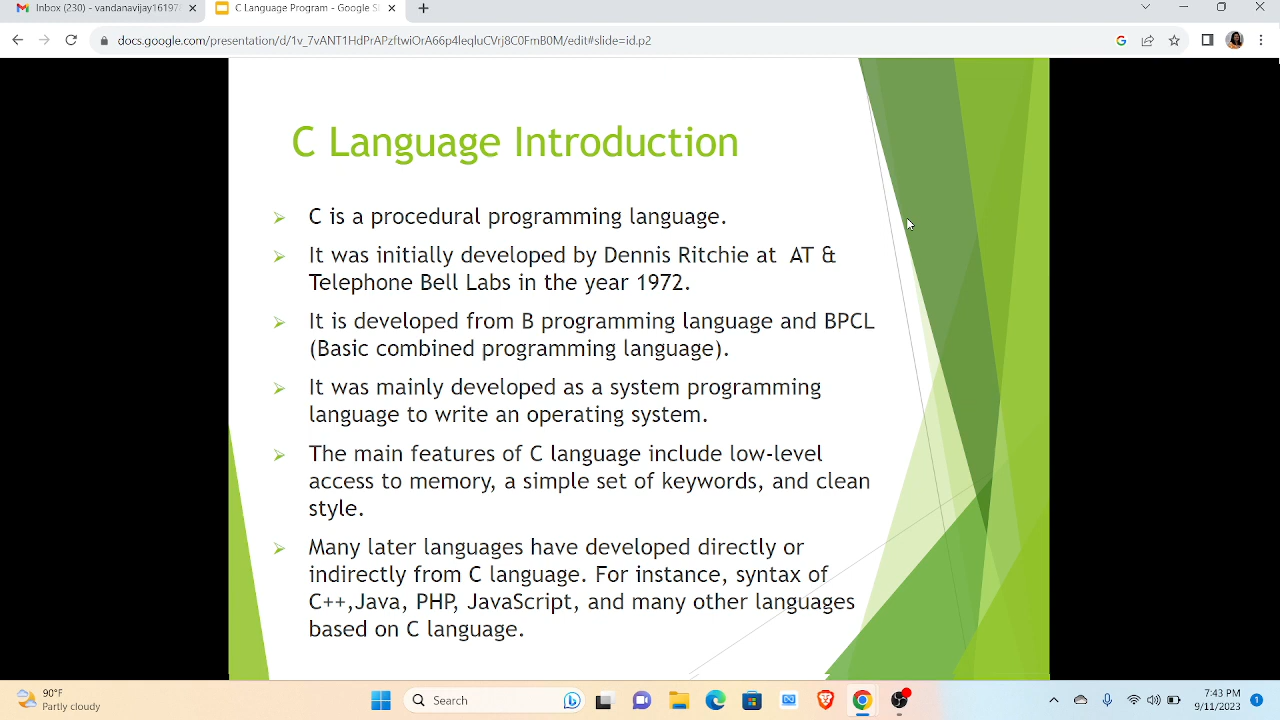 Inbox (230) - vandanavijay16197
C Language Program - Google Sl
docs.google.com/presentation/d/1v_7vANT1HdPrAPzftwiOrA66p4leqluCVrj8C0FmB0M/edit#slide=id.p2
C Language Introduction
C is a procedural programming language.
It was initially developed by Dennis Ritchie at AT &
Telephone Bell Labs in the year 1972.
It is developed from B programming language and BPCL
(Basic combined programming language).
It was mainly developed as a system programming
language to write an operating system.
The main features of C language include low-level
access to memory, a simple set of keywords, and clean
style.
Many later languages have developed directly or
indirectly from C language. For instance, syntax of
C++,Java, PHP, JavaScript, and many other languages
based on C language.
90°F
Partly cloudy
Search
7:43 PM
9/11/2023
1